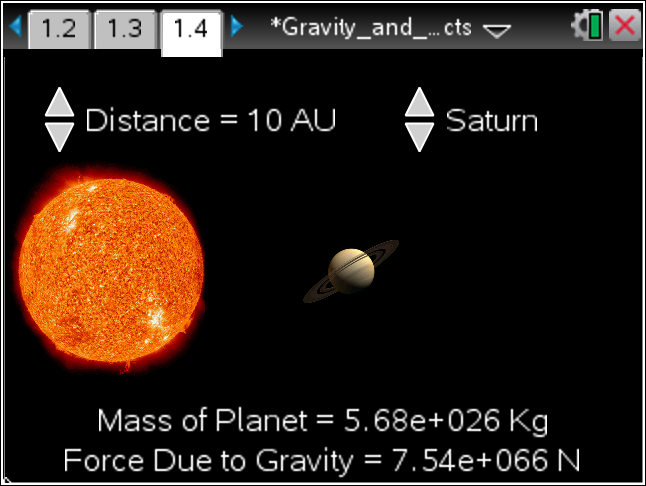 1.2 1.3 1.4 *Gravity_and_...cts
Distance = 10 AU Saturn
Mass of Planet = 5.68e+026 Kg
Force Due to Gravity = 7.54e+066 N